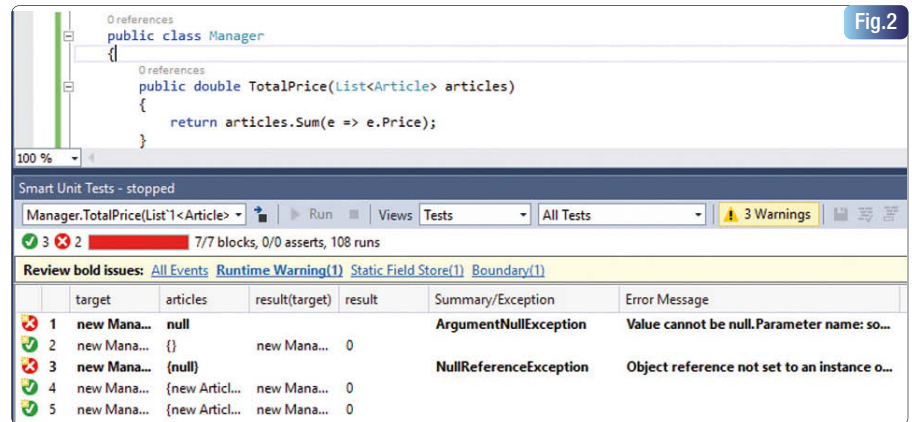 Fig.2
0 references
public class Manager
{
0 references
public double TotalPrice(List<Article> articles)
{
return articles.Sum(e => e.Price);
}
100 %
Smart Unit Tests - stopped
Manager.TotalPrice(List`1<Article> Run Views Tests All Tests 3 Warnings
3 2 7/7 blocks, 0/0 asserts, 108 runs
Review bold issues: All Events Runtime Warning(1) Static Field Store(1) Boundary(1)
target articles result(target) result Summary/Exception Error Message
1 new Mana... null ArgumentNullException Value cannot be null.Parameter name: so...
2 new Mana... {} new Mana... 0
3 new Mana... {null} NullReferenceException Object reference not set to an instance o...
4 new Mana... {new Articl... new Mana... 0
5 new Mana... {new Articl... new Mana... 0